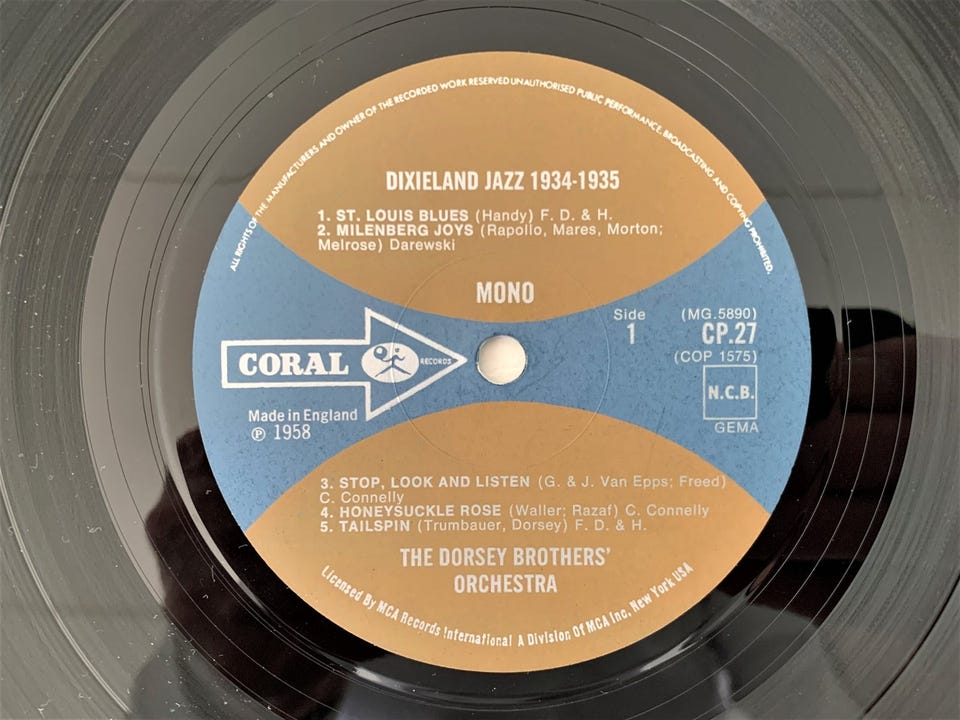 ALL RIGHTS OF THE MANUFACTURERS AND OWNER OF THE RECORDED WORK RESERVED UNAUTHORISED PUBLIC PERFORMANCE, BROADCASTING AND COPYING PROHIBITED.
DIXIELAND JAZZ 1934-1935
1. ST. LOUIS BLUES (Handy) F. D. & H.
2. MILENBERG JOYS (Rapollo, Mares, Morton;
Melrose) Darewski
MONO
Side
1
(MG.5890)
CP.27
(COP 1575)
N.C.B.
GEMA
CORAL RECORDS
Made in England
℗ 1958
3. STOP, LOOK AND LISTEN (G. & J. Van Epps; Freed)
C. Connelly
4. HONEYSUCKLE ROSE (Waller; Razaf) C. Connelly
5. TAILSPIN (Trumbauer, Dorsey) F. D. & H.
THE DORSEY BROTHERS'
ORCHESTRA
Licensed By MCA Records International A Division Of MCA Inc. New York USA